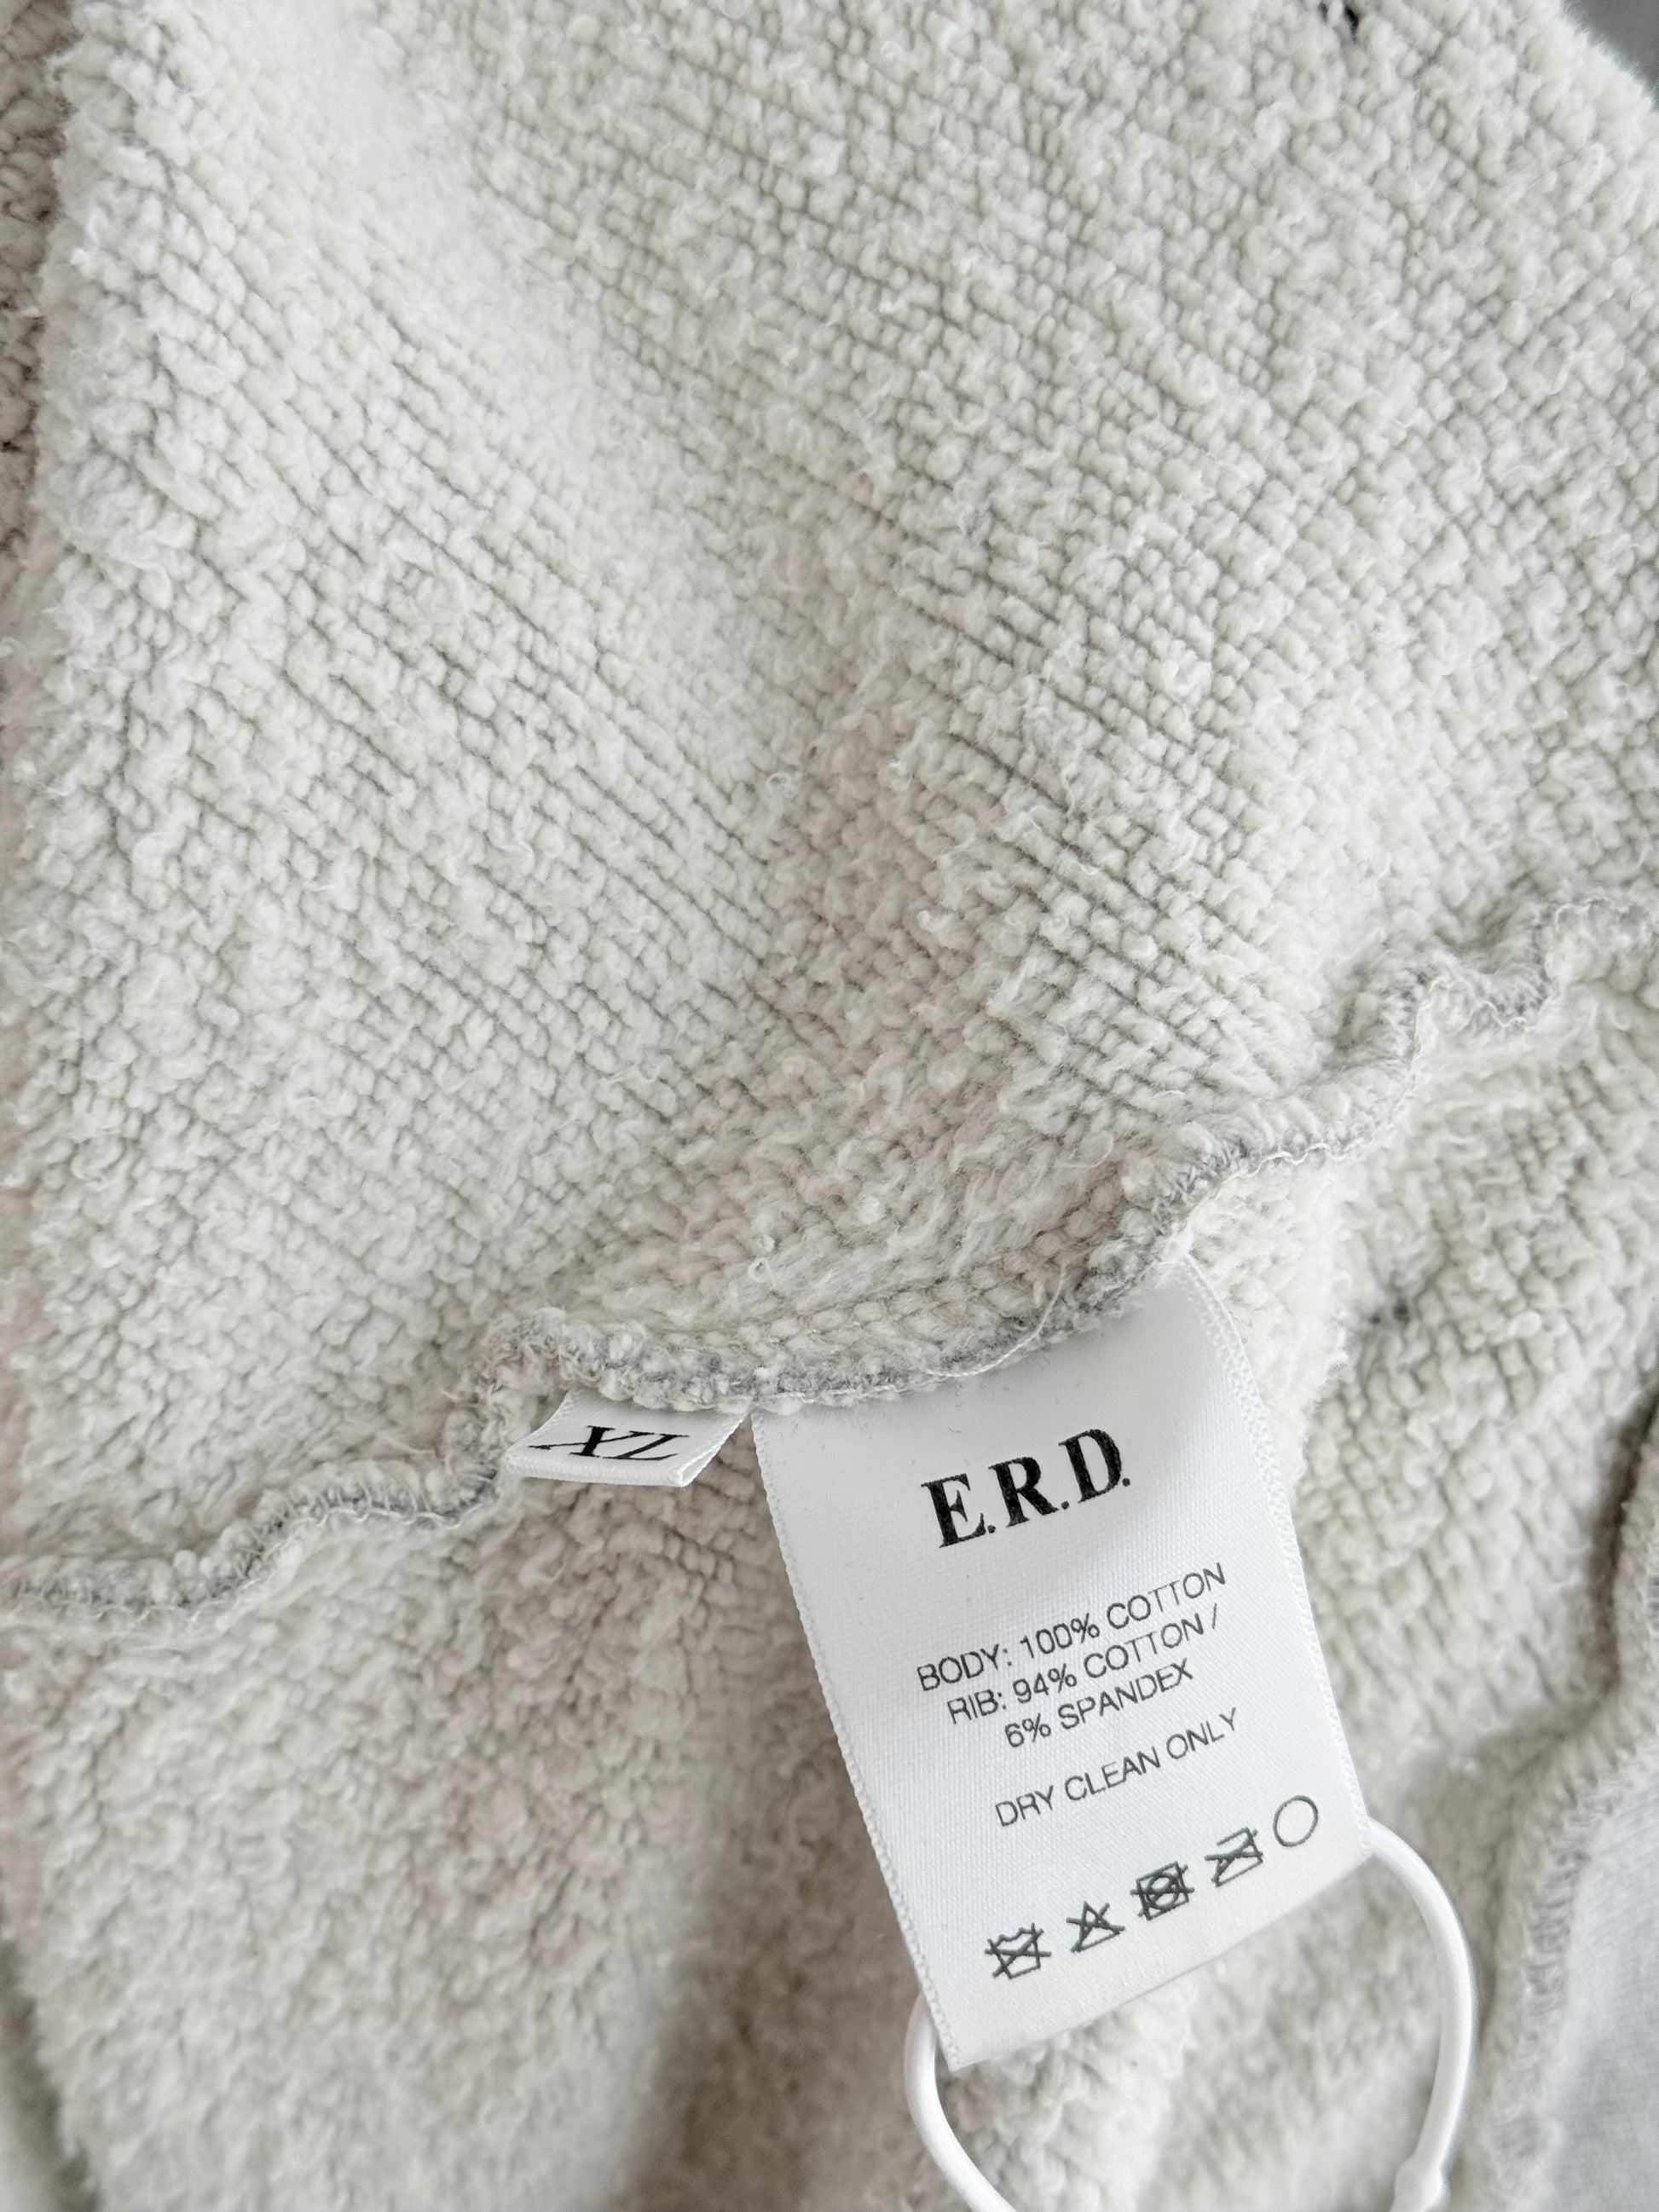 XL
E.R.D.
BODY: 100% COTTON
RIB: 94% COTTON /
6% SPANDEX
DRY CLEAN ONLY